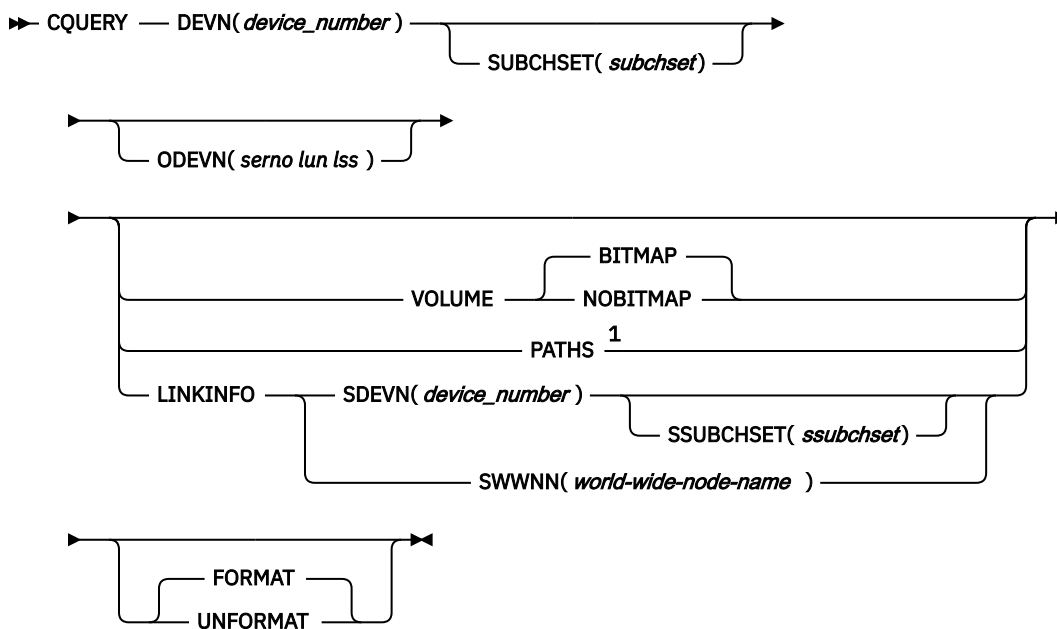 CQUERY DEVN( device_number )
SUBCHSET( subchset)
ODEVN( serno lun lss )
BITMAP
VOLUME NOBITMAP
PATHS 1
LINKINFO SDEVN( device_number )
SSUBCHSET( ssubchset)
SWWNN( world-wide-node-name )
FORMAT
UNFORMAT